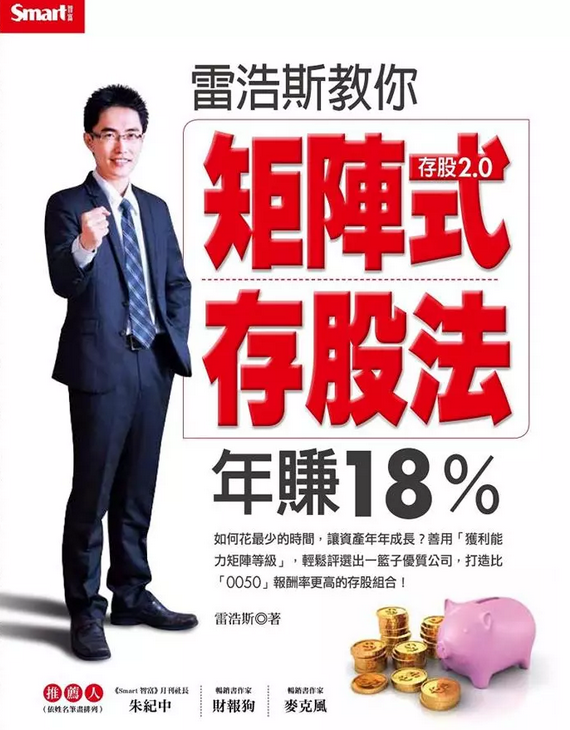 Smart 智富
雷浩斯教你
矩陣式
存股2.0
存股法
年賺18%
如何花最少的時間，讓資產年年成長？善用「獲利能
力矩陣等級」，輕鬆評選出一籃子優質公司，打造比
「0050」報酬率更高的存股組合！
雷浩斯◎著
推薦人
（依姓名筆畫排列）
《Smart 智富》月刊社長
朱紀中
暢銷書作家
財報狗
暢銷書作家
麥克風